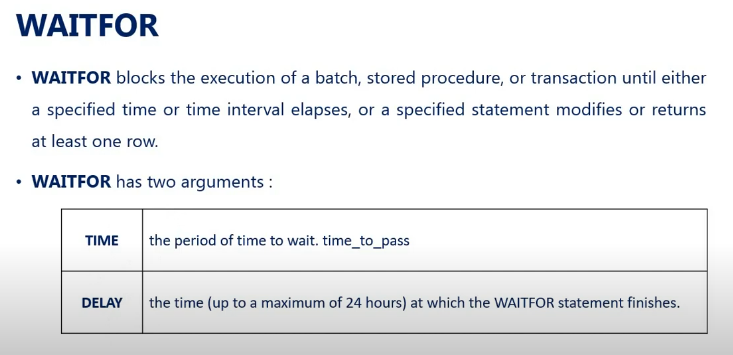 WAITFOR
• WAITFOR blocks the execution of a batch, stored procedure, or transaction until either
a specified time or time interval elapses, or a specified statement modifies or returns
at least one row.
• WAITFOR has two arguments :
TIME the period of time to wait. time_to_pass
DELAY the time (up to a maximum of 24 hours) at which the WAITFOR statement finishes.